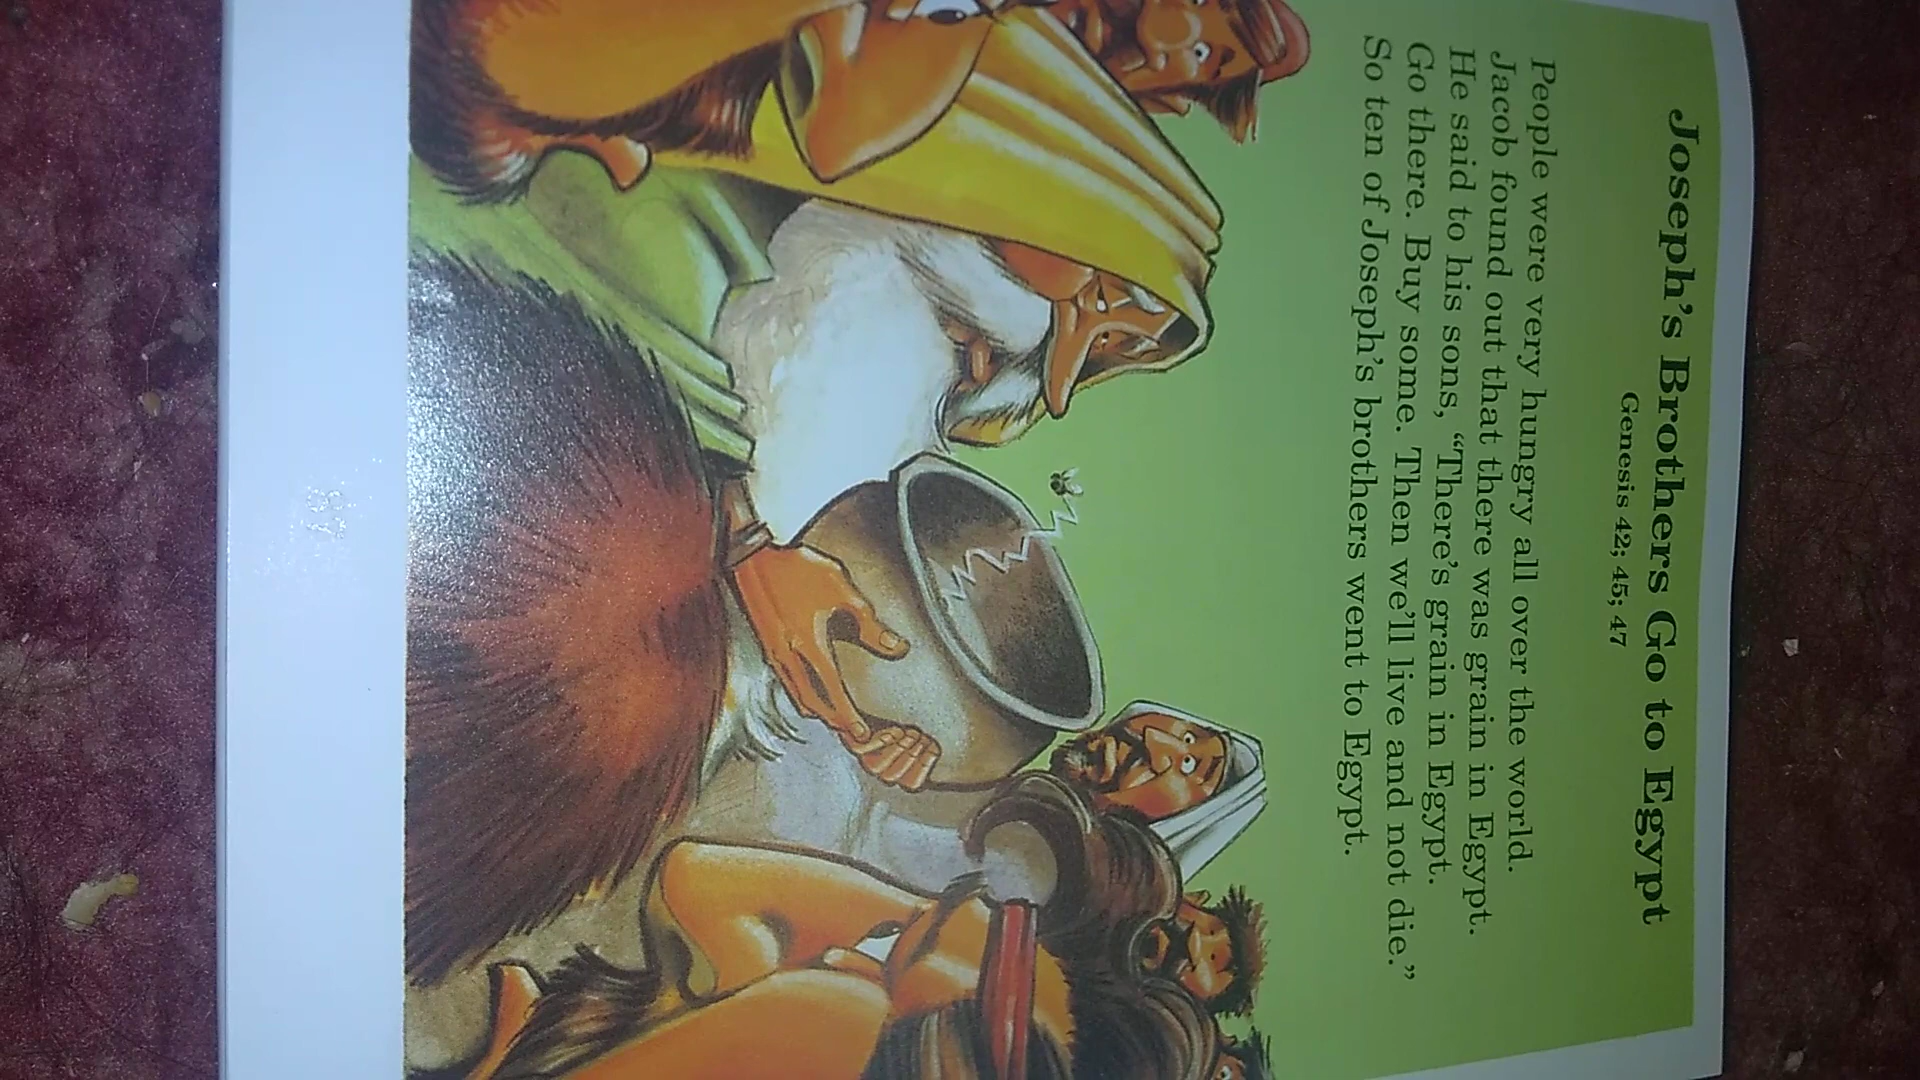 Joseph's Brothers Go to Egypt
Genesis 42; 45; 47
People were very hungry all over the world.
Jacob found out that there was grain in Egypt.
He said to his sons, “There's grain in Egypt.
Go there. Buy some. Then we'll live and not die.”
So ten of Joseph's brothers went to Egypt.
87